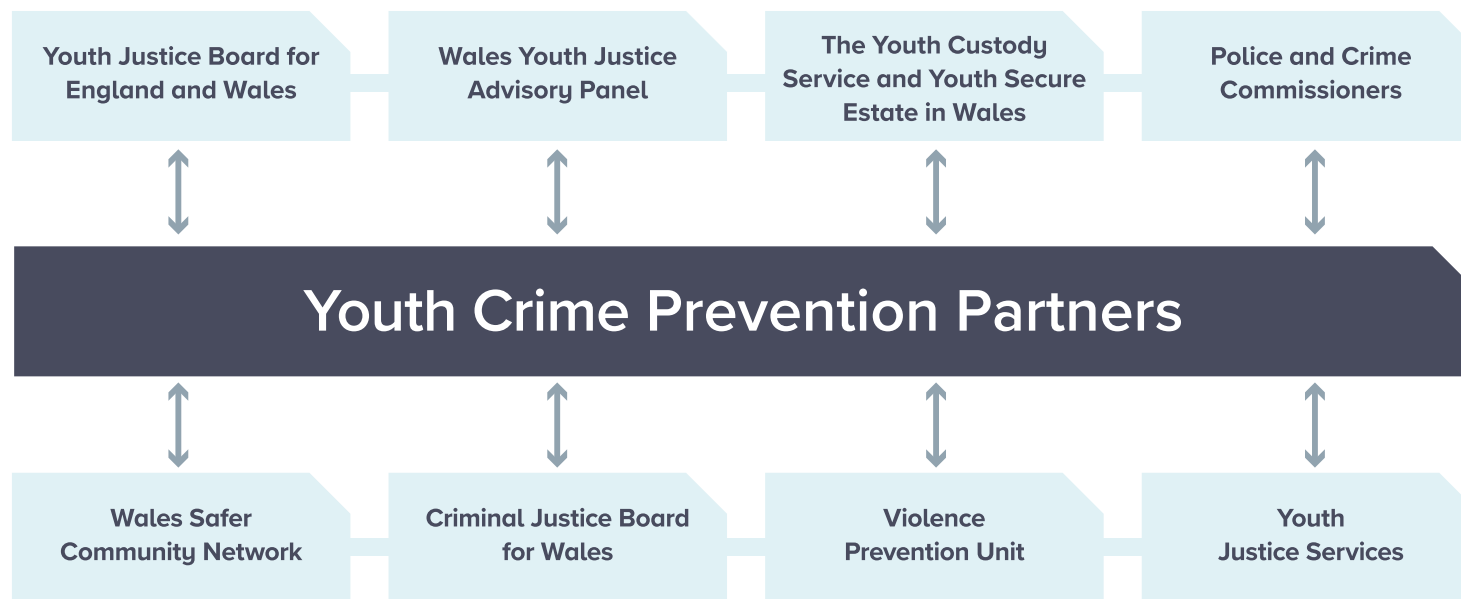 Youth Justice Board for
England and Wales
Wales Youth Justice
Advisory Panel
The Youth Custody
Service and Youth Secure
Estate in Wales
Police and Crime
Commissioners
Youth Crime Prevention Partners
Wales Safer
Community Network
Criminal Justice Board
for Wales
Violence
Prevention Unit
Youth
Justice Services